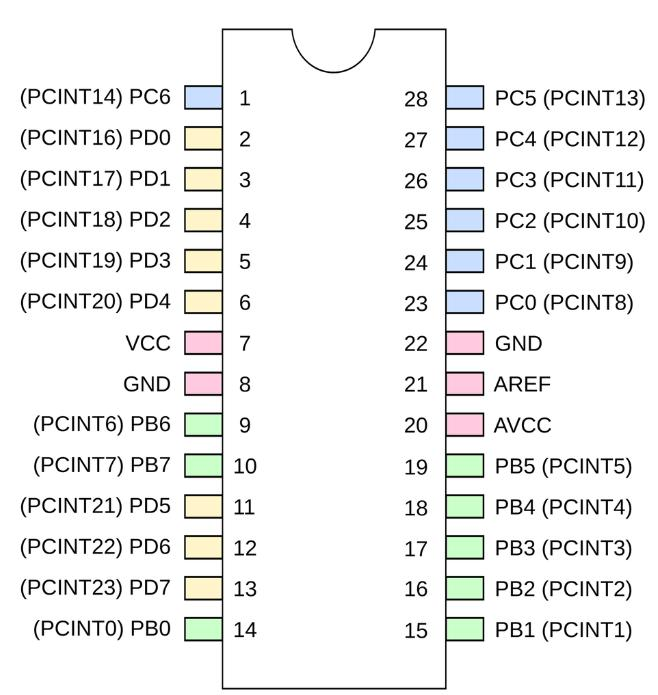 (PCINT14) PC6 1 28 PC5 (PCINT13)
(PCINT16) PD0 2 27 PC4 (PCINT12)
(PCINT17) PD1 3 26 PC3 (PCINT11)
(PCINT18) PD2 4 25 PC2 (PCINT10)
(PCINT19) PD3 5 24 PC1 (PCINT9)
(PCINT20) PD4 6 23 PC0 (PCINT8)
VCC 7 22 GND
GND 8 21 AREF
(PCINT6) PB6 9 20 AVCC
(PCINT7) PB7 10 19 PB5 (PCINT5)
(PCINT21) PD5 11 18 PB4 (PCINT4)
(PCINT22) PD6 12 17 PB3 (PCINT3)
(PCINT23) PD7 13 16 PB2 (PCINT2)
(PCINT0) PB0 14 15 PB1 (PCINT1)